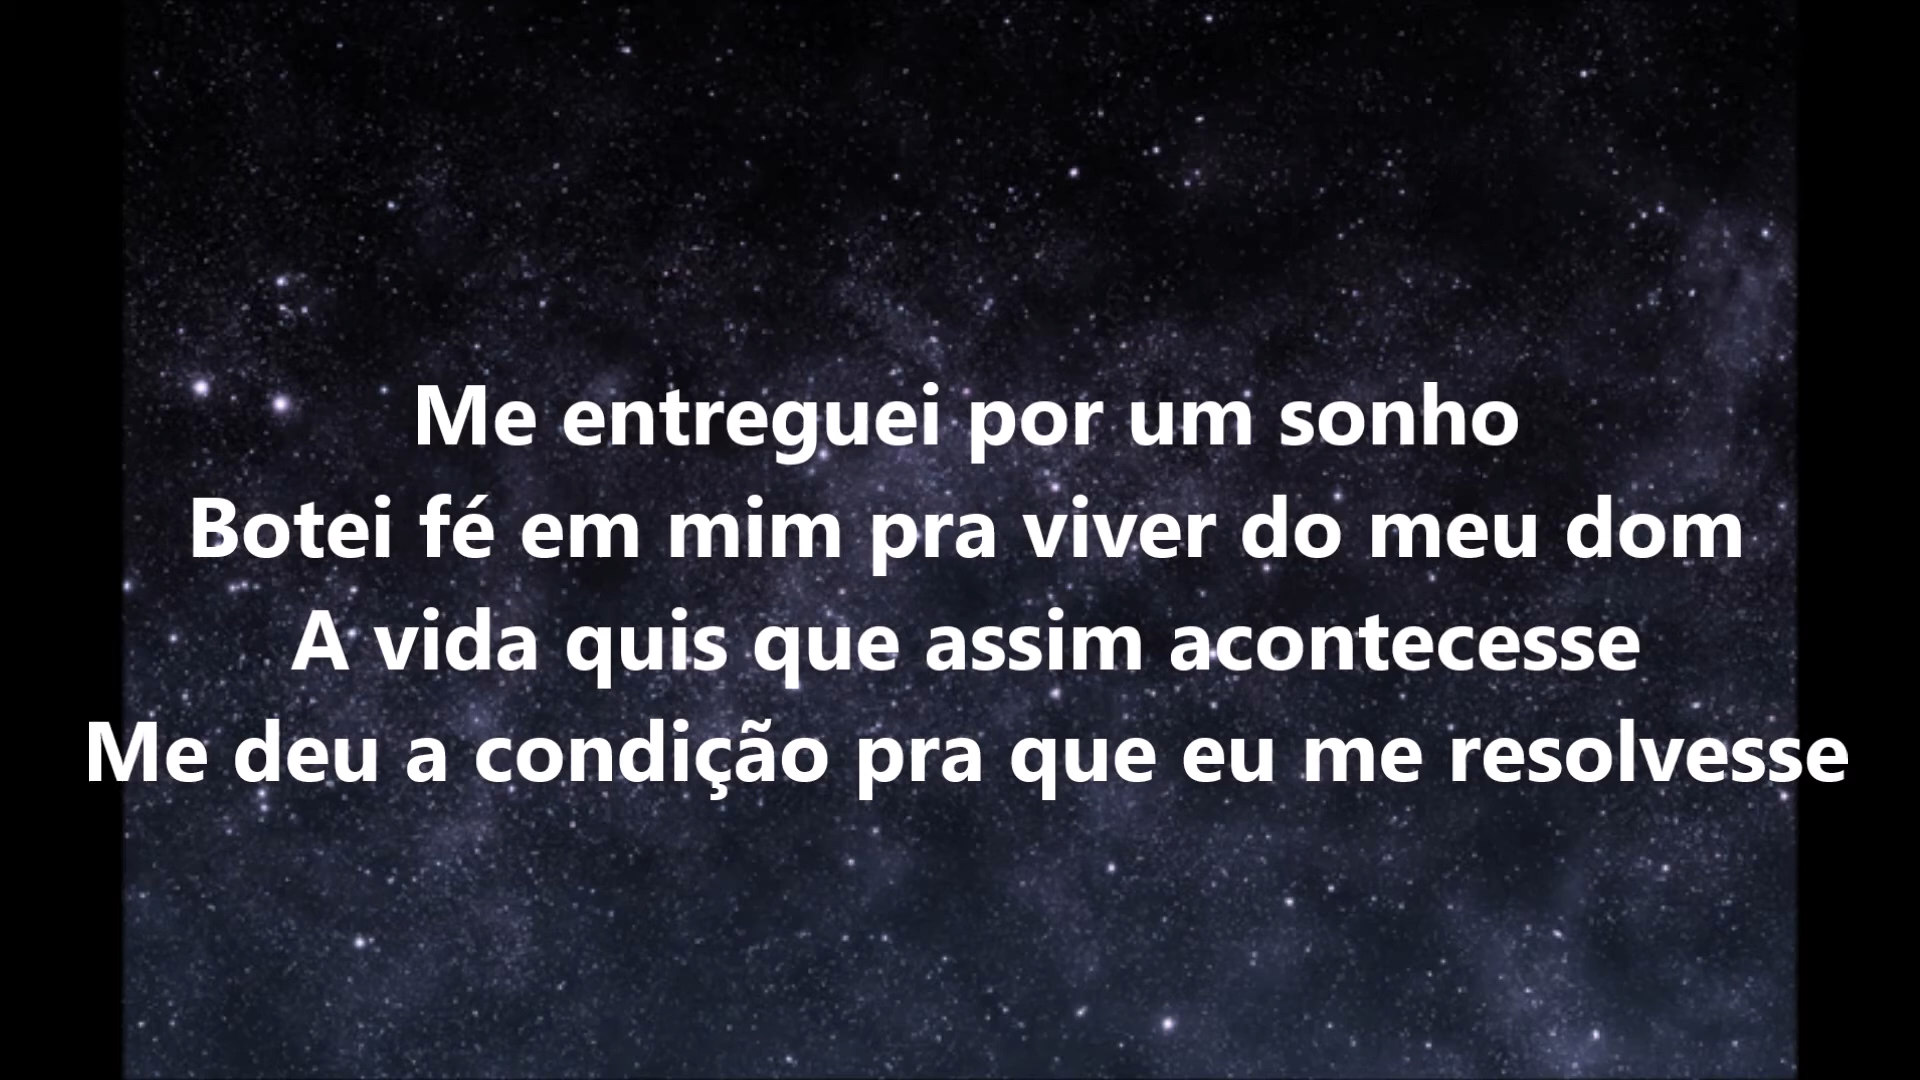 Me entreguei por um sonho
Botei fé em mim pra viver do meu dom
A vida quis que assim acontecesse
Me deu a condição pra que eu me resolvesse